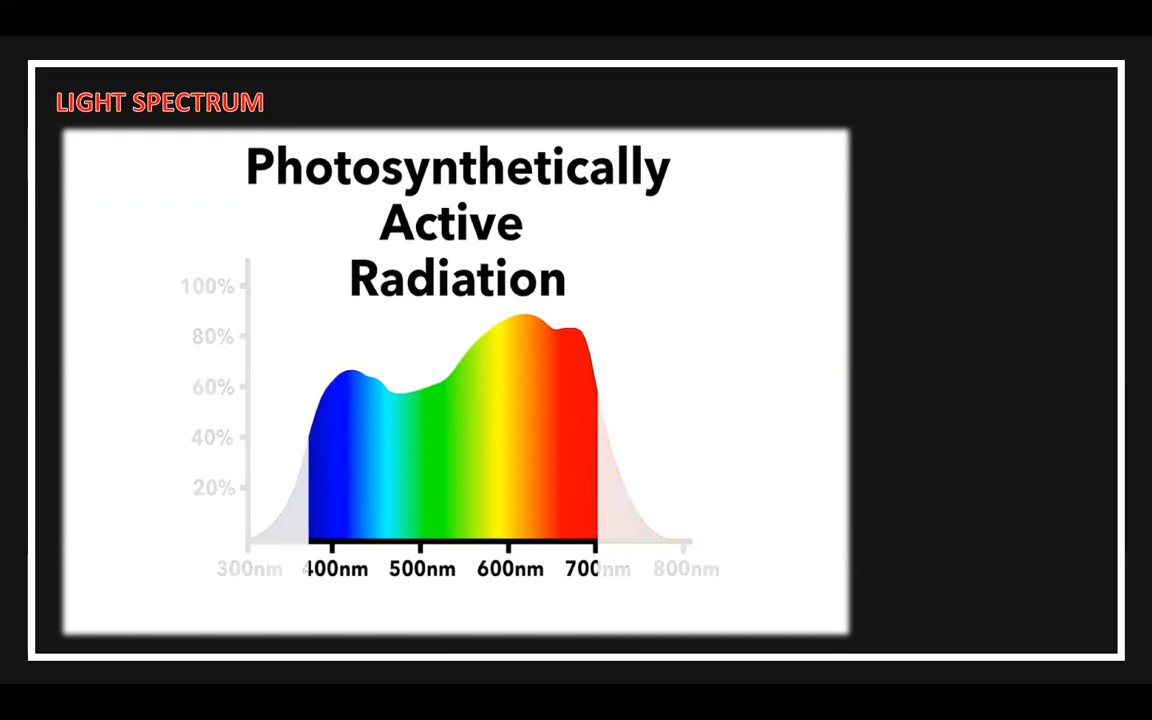 LIGHT SPECTRUM
Photosynthetically
Active
Radiation
100%
80%
60%
40%
20%
300nm 400nm 500nm 600nm 700nm 800nm